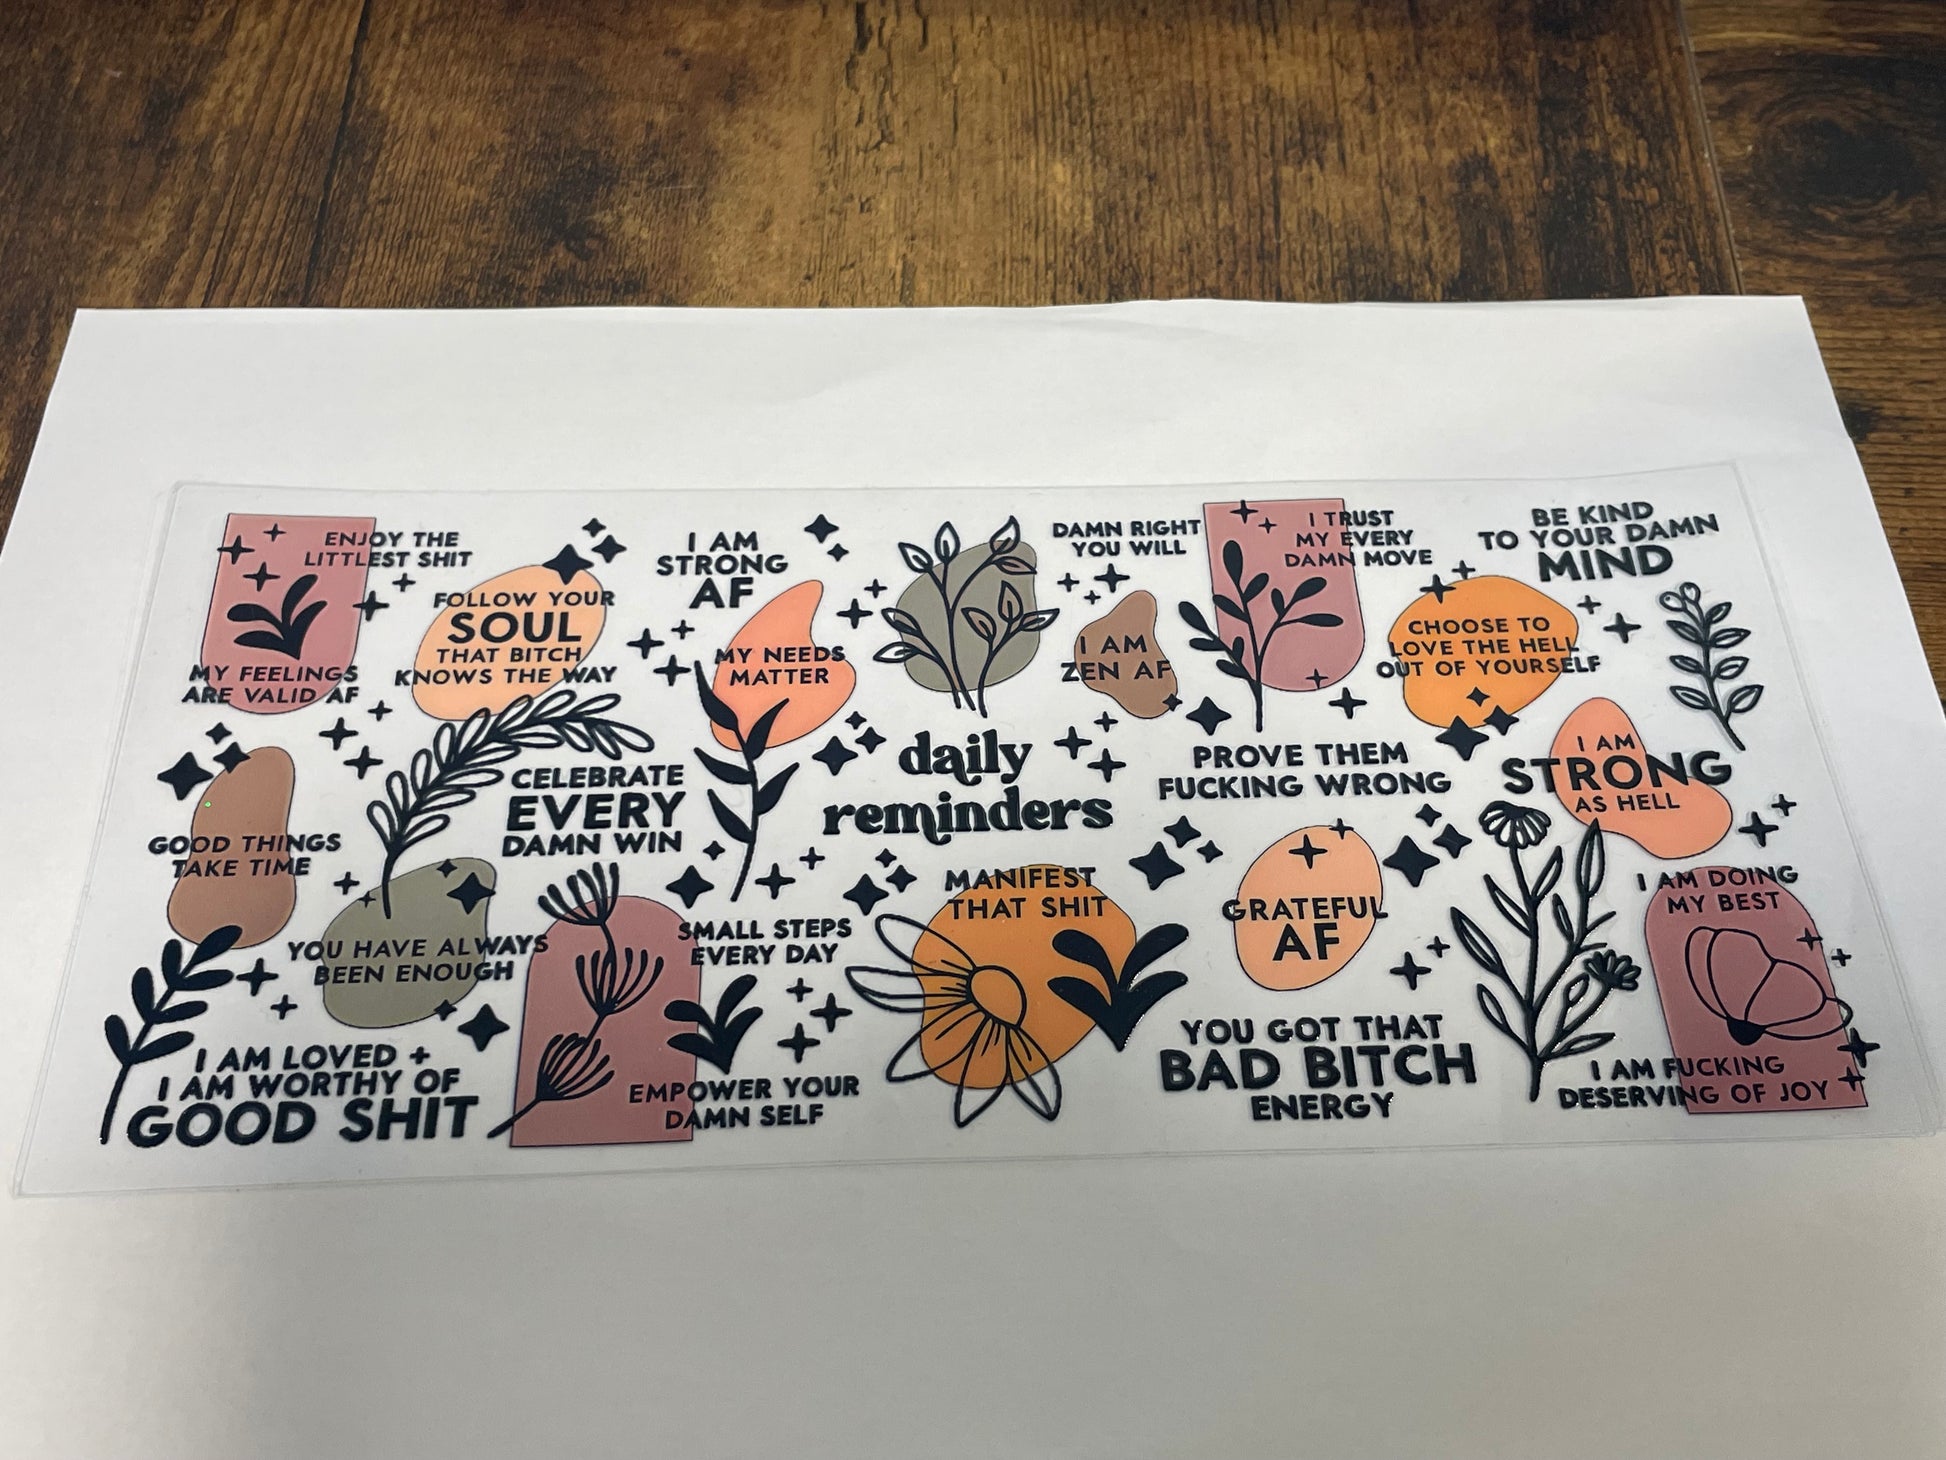 ENJOY THE
LITTLEST SHIT
MY FEELINGS
ARE VALID AF
FOLLOW YOUR
SOUL
THAT BITCH
KNOWS THE WAY
I AM
STRONG
AF
MY NEEDS
MATTER
DAMN RIGHT
YOU WILL
I AM
ZEN AF
I TRUST
MY EVERY
DAMN MOVE
BE KIND
TO YOUR DAMN
MIND
CHOOSE TO
LOVE THE HELL
OUT OF YOURSELF
GOOD THINGS
TAKE TIME
CELEBRATE
EVERY
DAMN WIN
daily
reminders
PROVE THEM
FUCKING WRONG
I AM
STRONG
AS HELL
YOU HAVE ALWAYS
BEEN ENOUGH
SMALL STEPS
EVERY DAY
MANIFEST
THAT SHIT
GRATEFUL
AF
I AM DOING
MY BEST
I AM LOVED +
I AM WORTHY OF
GOOD SHIT
EMPOWER YOUR
DAMN SELF
YOU GOT THAT
BAD BITCH
ENERGY
I AM FUCKING
DESERVING OF JOY